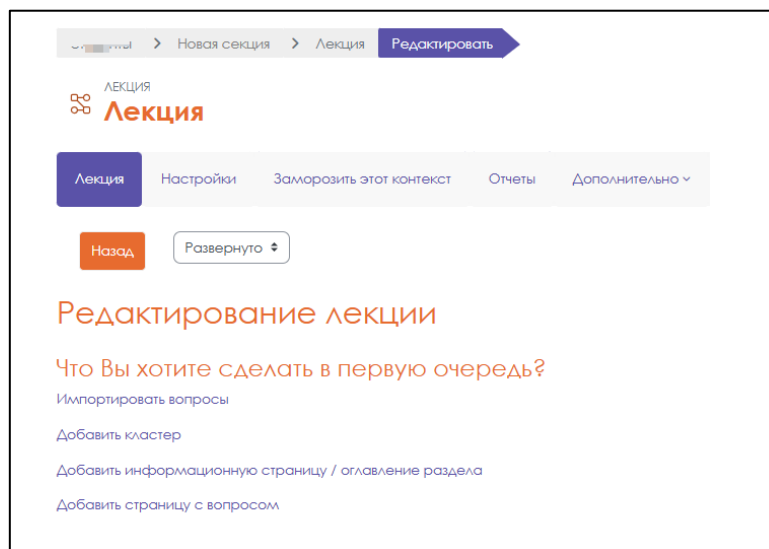 > Новая секция > Лекция Редактировать
ЛЕКЦИЯ
Лекция
Лекция Настройки Заморозить этот контекст Отчеты Дополнительно
Назад Развернуто
Редактирование лекции
Что Вы хотите сделать в первую очередь?
Импортировать вопросы
Добавить кластер
Добавить информационную страницу / оглавление раздела
Добавить страницу с вопросом